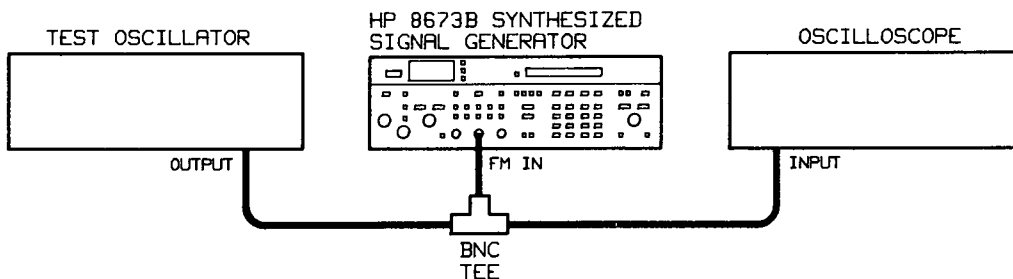 TEST OSCILLATOR
HP 8673B SYNTHESIZED
SIGNAL GENERATOR
OSCILLOSCOPE
OUTPUT
FM IN
INPUT
BNC
TEE